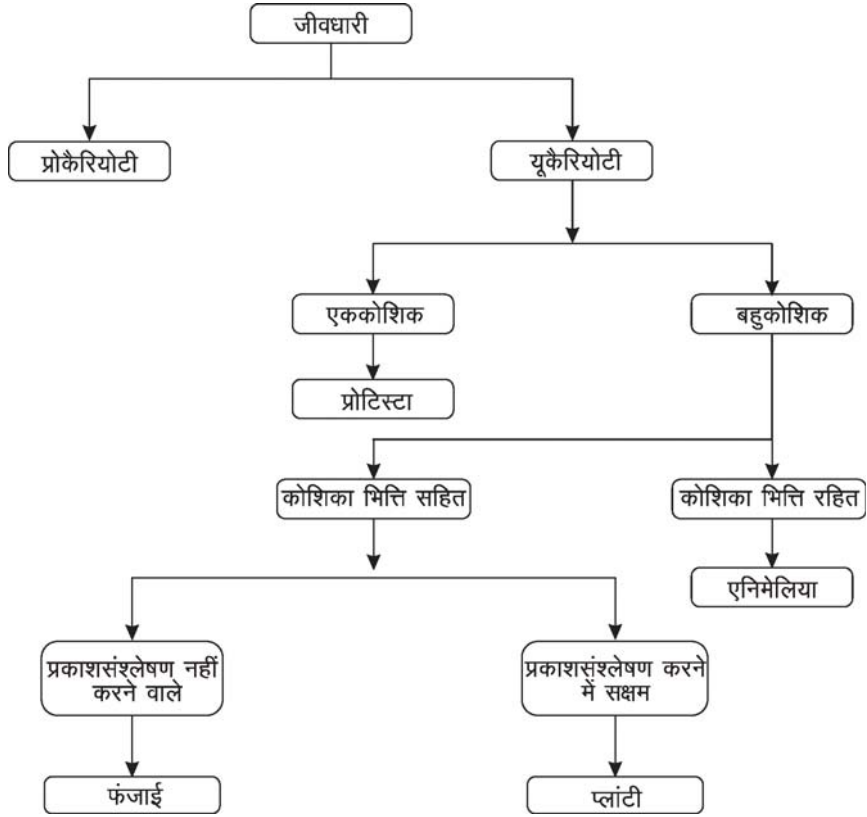 जीवधारी
प्रोकैरियोटी
यूकैरियोटी
एककोशिक
बहुकोशिक
प्रोटिस्टा
कोशिका भित्ति सहित
कोशिका भित्ति रहित
एनिमेलिया
प्रकाशसंश्लेषण नहीं
करने वाले
प्रकाशसंश्लेषण करने
में सक्षम
फंजाई
प्लांटी